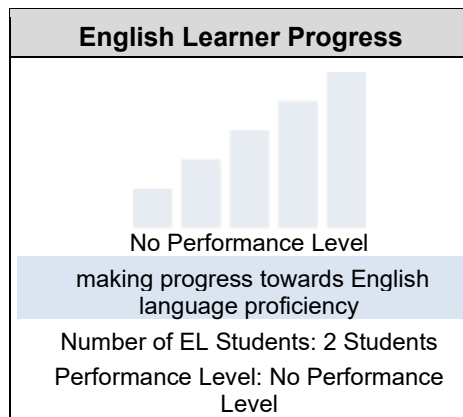 English Learner Progress
No Performance Level
making progress towards English
language proficiency
Number of EL Students: 2 Students
Performance Level: No Performance
Level